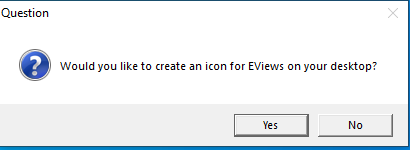 Question
Would you like to create an icon for EViews on your desktop?
Yes
No